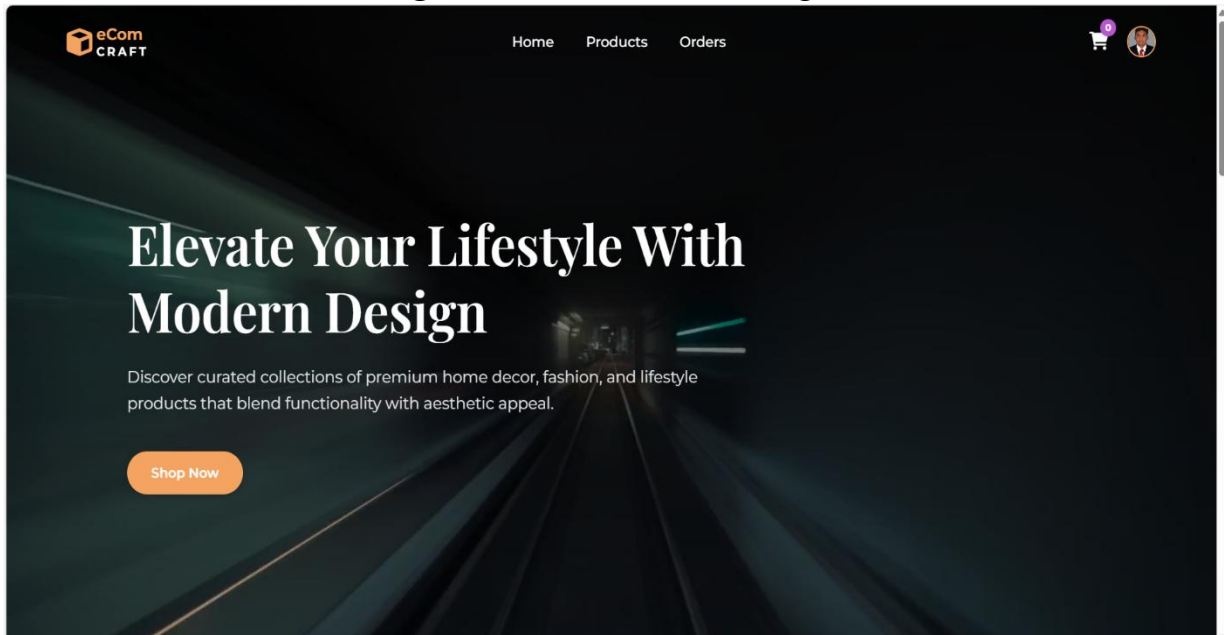 eCom
CRAFT
Home Products Orders
0
Elevate Your Lifestyle With
Modern Design
Discover curated collections of premium home decor, fashion, and lifestyle
products that blend functionality with aesthetic appeal.
Shop Now